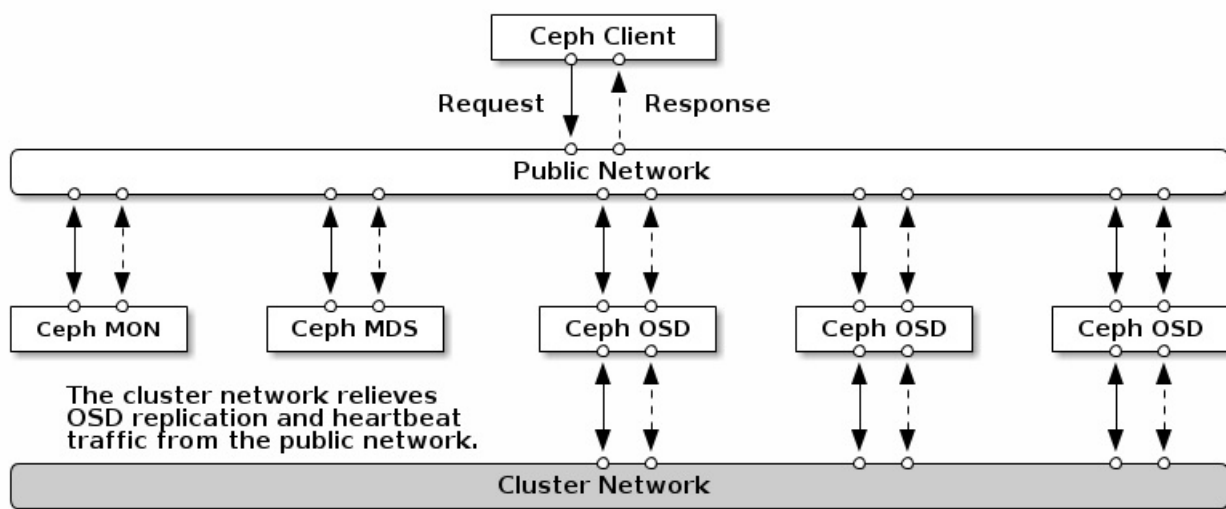 Ceph Client
Request
Response
Public Network
Ceph MON
Ceph MDS
Ceph OSD
Ceph OSD
Ceph OSD
The cluster network relieves
OSD replication and heartbeat
traffic from the public network.
Cluster Network